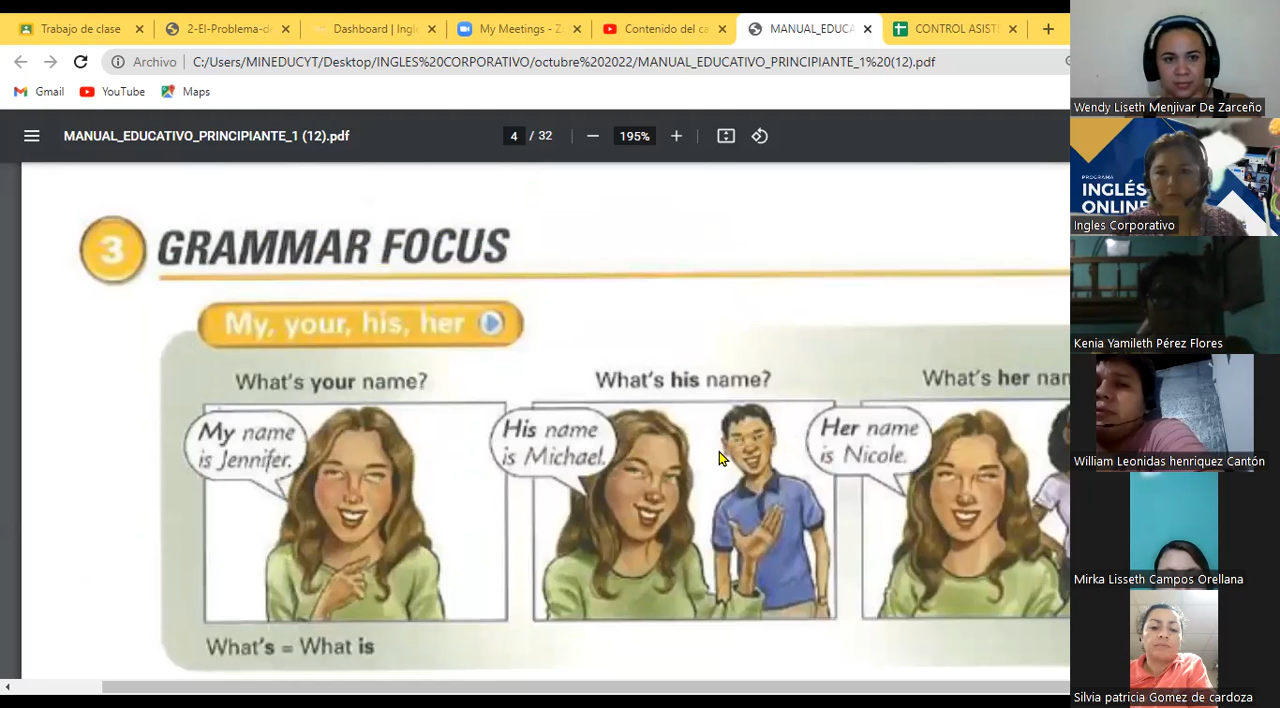 Trabajo de clase
2-El-Problema-de
Dashboard | Ingl
My Meetings - Z
Contenido del ca
MANUAL_EDUCA
CONTROL ASIST
Archivo
C:/Users/MINEDUCYT/Desktop/INGLES%20CORPORATIVO/octubre%202022/MANUAL_EDUCATIVO_PRINCIPIANTE_1%20(12).pdf
Gmail
YouTube
Maps
MANUAL_EDUCATIVO_PRINCIPIANTE_1 (12).pdf
4 / 32
195%
3 GRAMMAR FOCUS
My, your, his, her
What's your name?
What's his name?
What's her nam
My name
is Jennifer.
His name
is Michael.
Her name
is Nicole.
What's = What is
Wendy Liseth Menjivar De Zarceño
PROGRAMA
INGLÉS
ONLINE
Ingles Corporativo
Kenia Yamileth Pérez Flores
William Leonidas henriquez Cantón
Mirka Lisseth Campos Orellana
Silvia patricia Gomez de cardoza